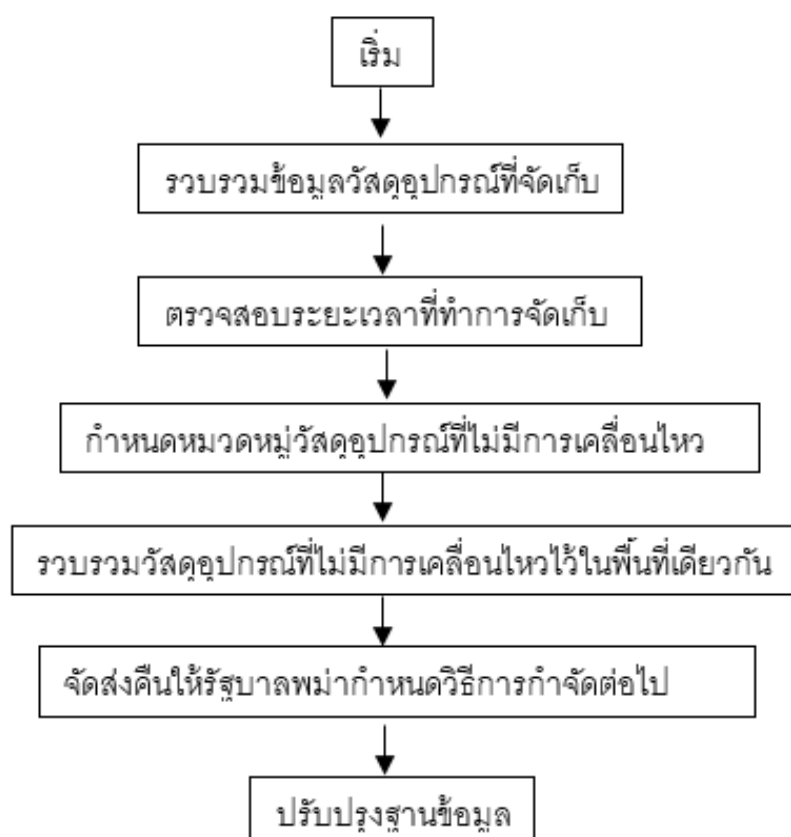 เริ่ม
รวบรวมข้อมูลวัสดุอุปกรณ์ที่จัดเก็บ
ตรวจสอบระยะเวลาที่ทำการจัดเก็บ
กำหนดหมวดหมู่วัสดุอุปกรณ์ที่ไม่มีการเคลื่อนไหว
รวบรวมวัสดุอุปกรณ์ที่ไม่มีการเคลื่อนไหวไว้ในพื้นที่เดียวกัน
จัดส่งคืนให้รัฐบาลพม่ากำหนดวิธีการกำจัดต่อไป
ปรับปรุงฐานข้อมูล